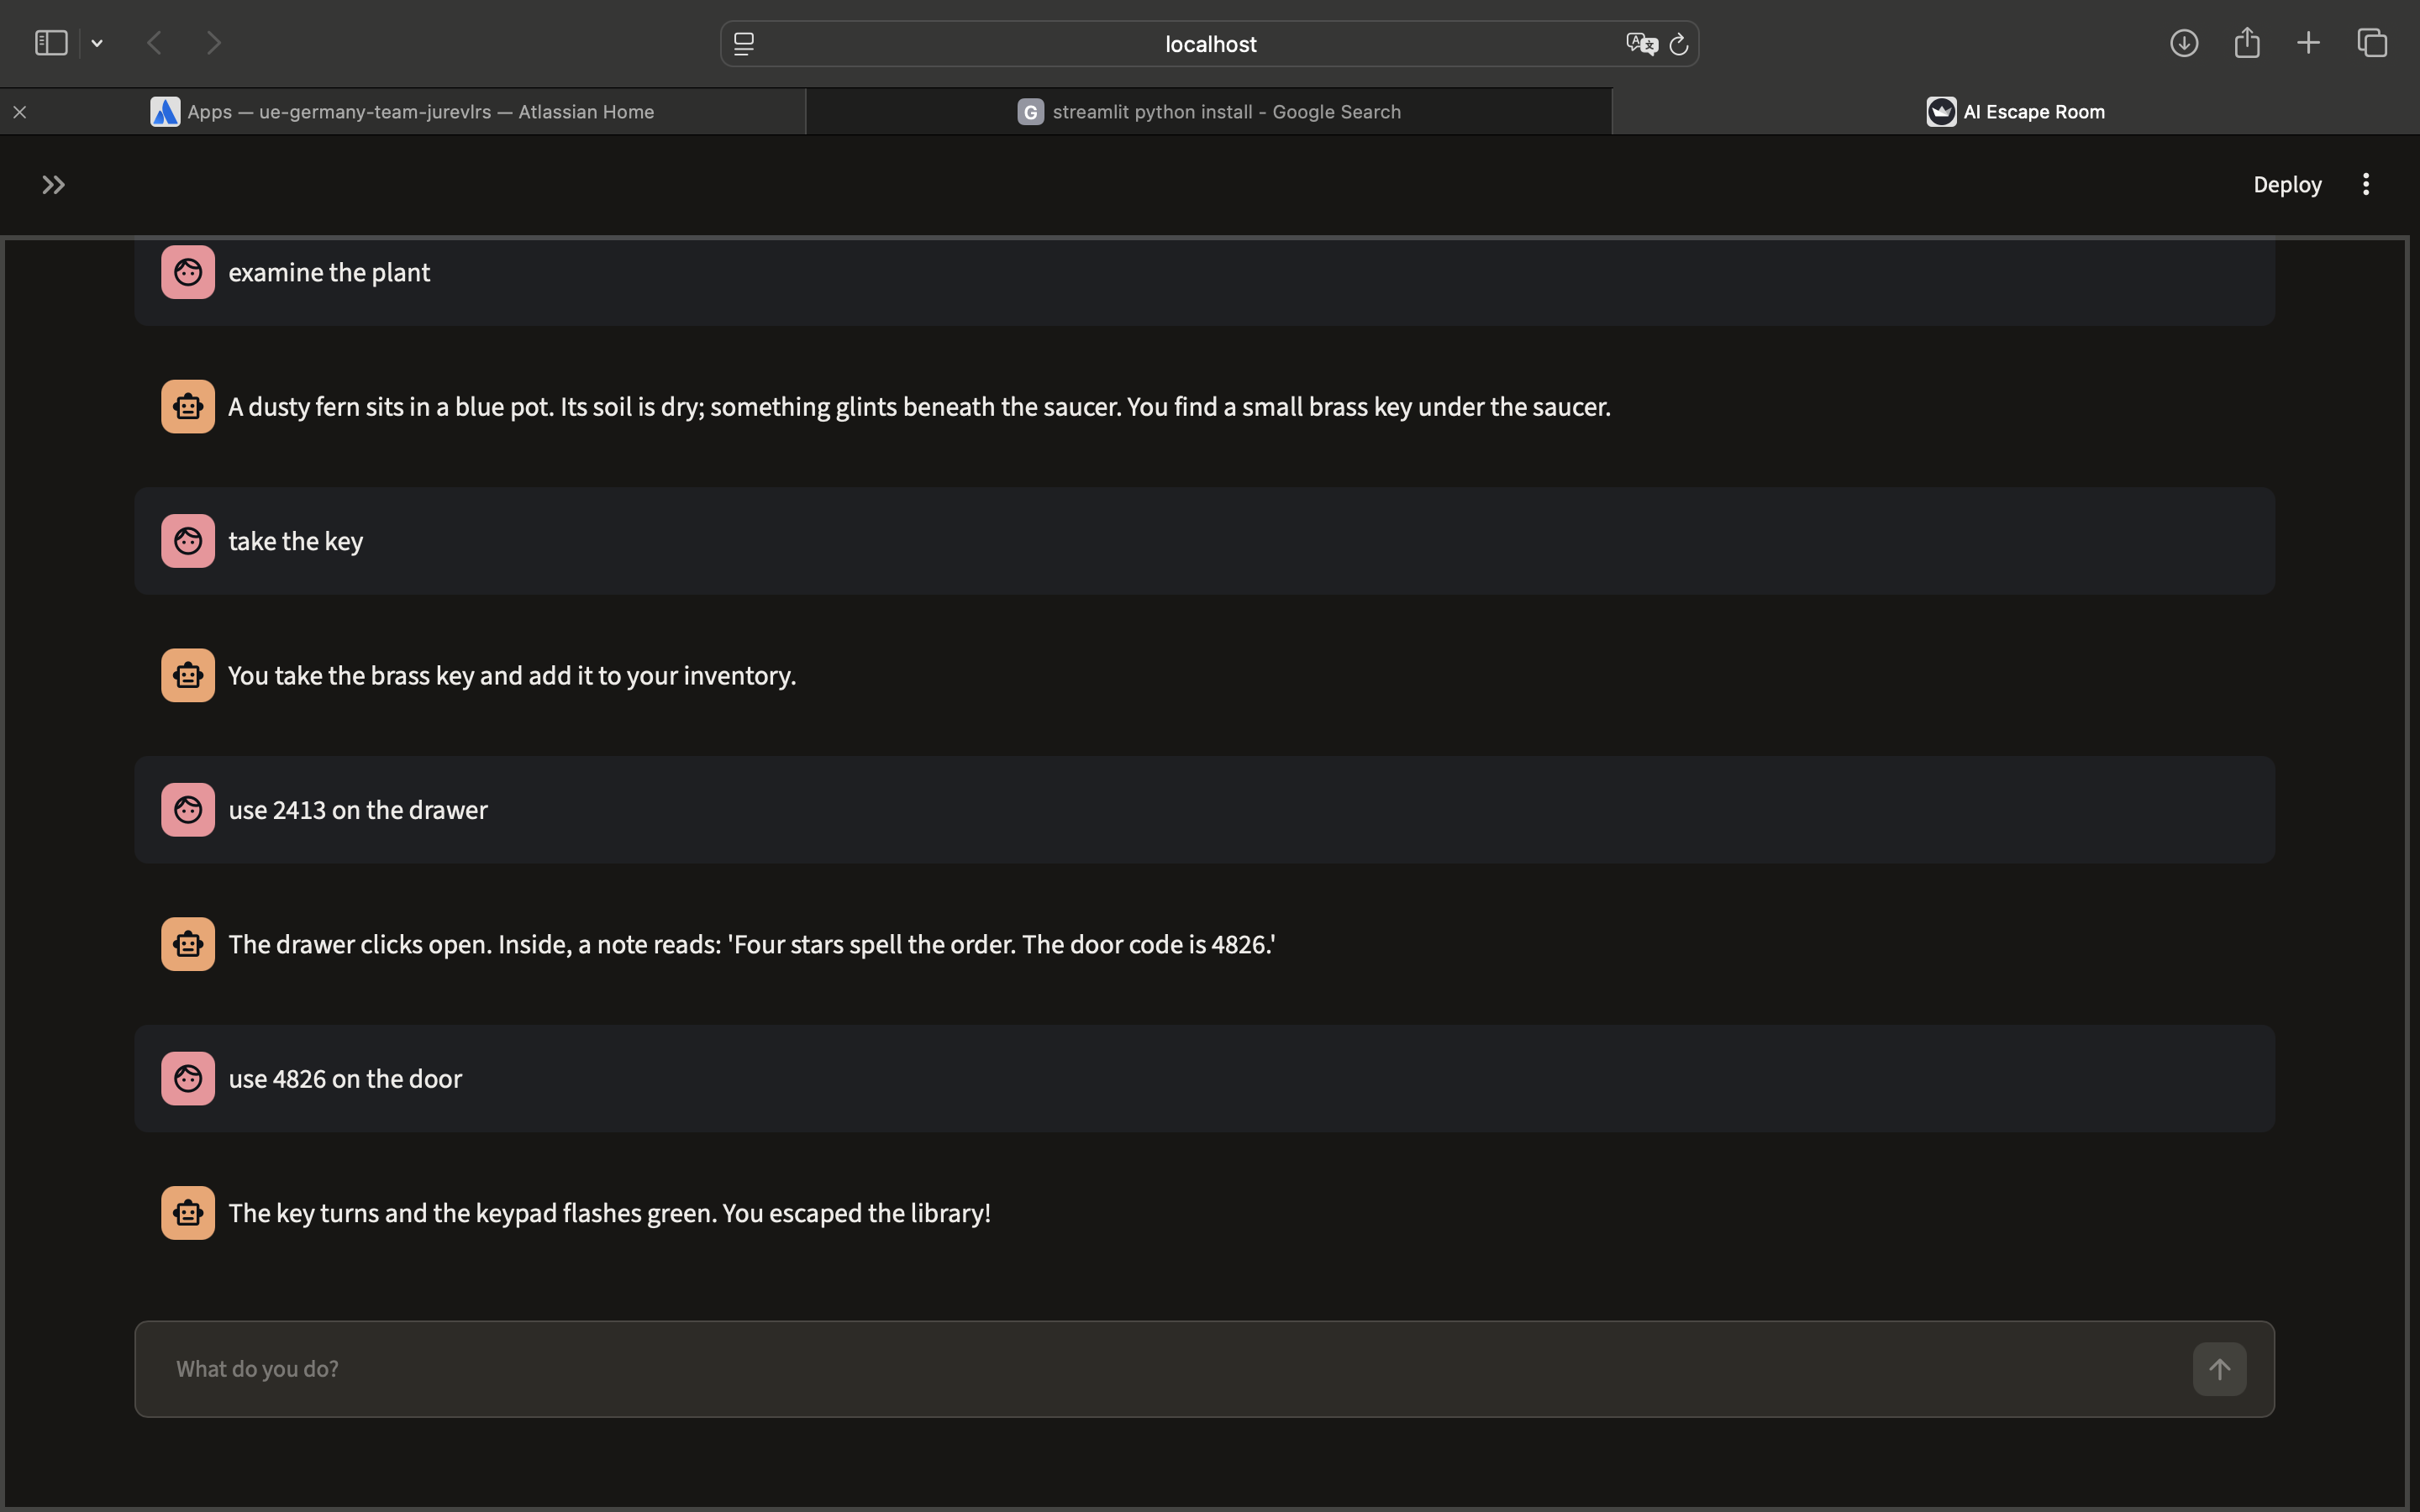 localhost
Apps — ue-germany-team-jurevlrs — Atlassian Home
G streamlit python install - Google Search
AI Escape Room
Deploy
examine the plant
A dusty fern sits in a blue pot. Its soil is dry; something glints beneath the saucer. You find a small brass key under the saucer.
take the key
You take the brass key and add it to your inventory.
use 2413 on the drawer
The drawer clicks open. Inside, a note reads: 'Four stars spell the order. The door code is 4826.'
use 4826 on the door
The key turns and the keypad flashes green. You escaped the library!
What do you do?